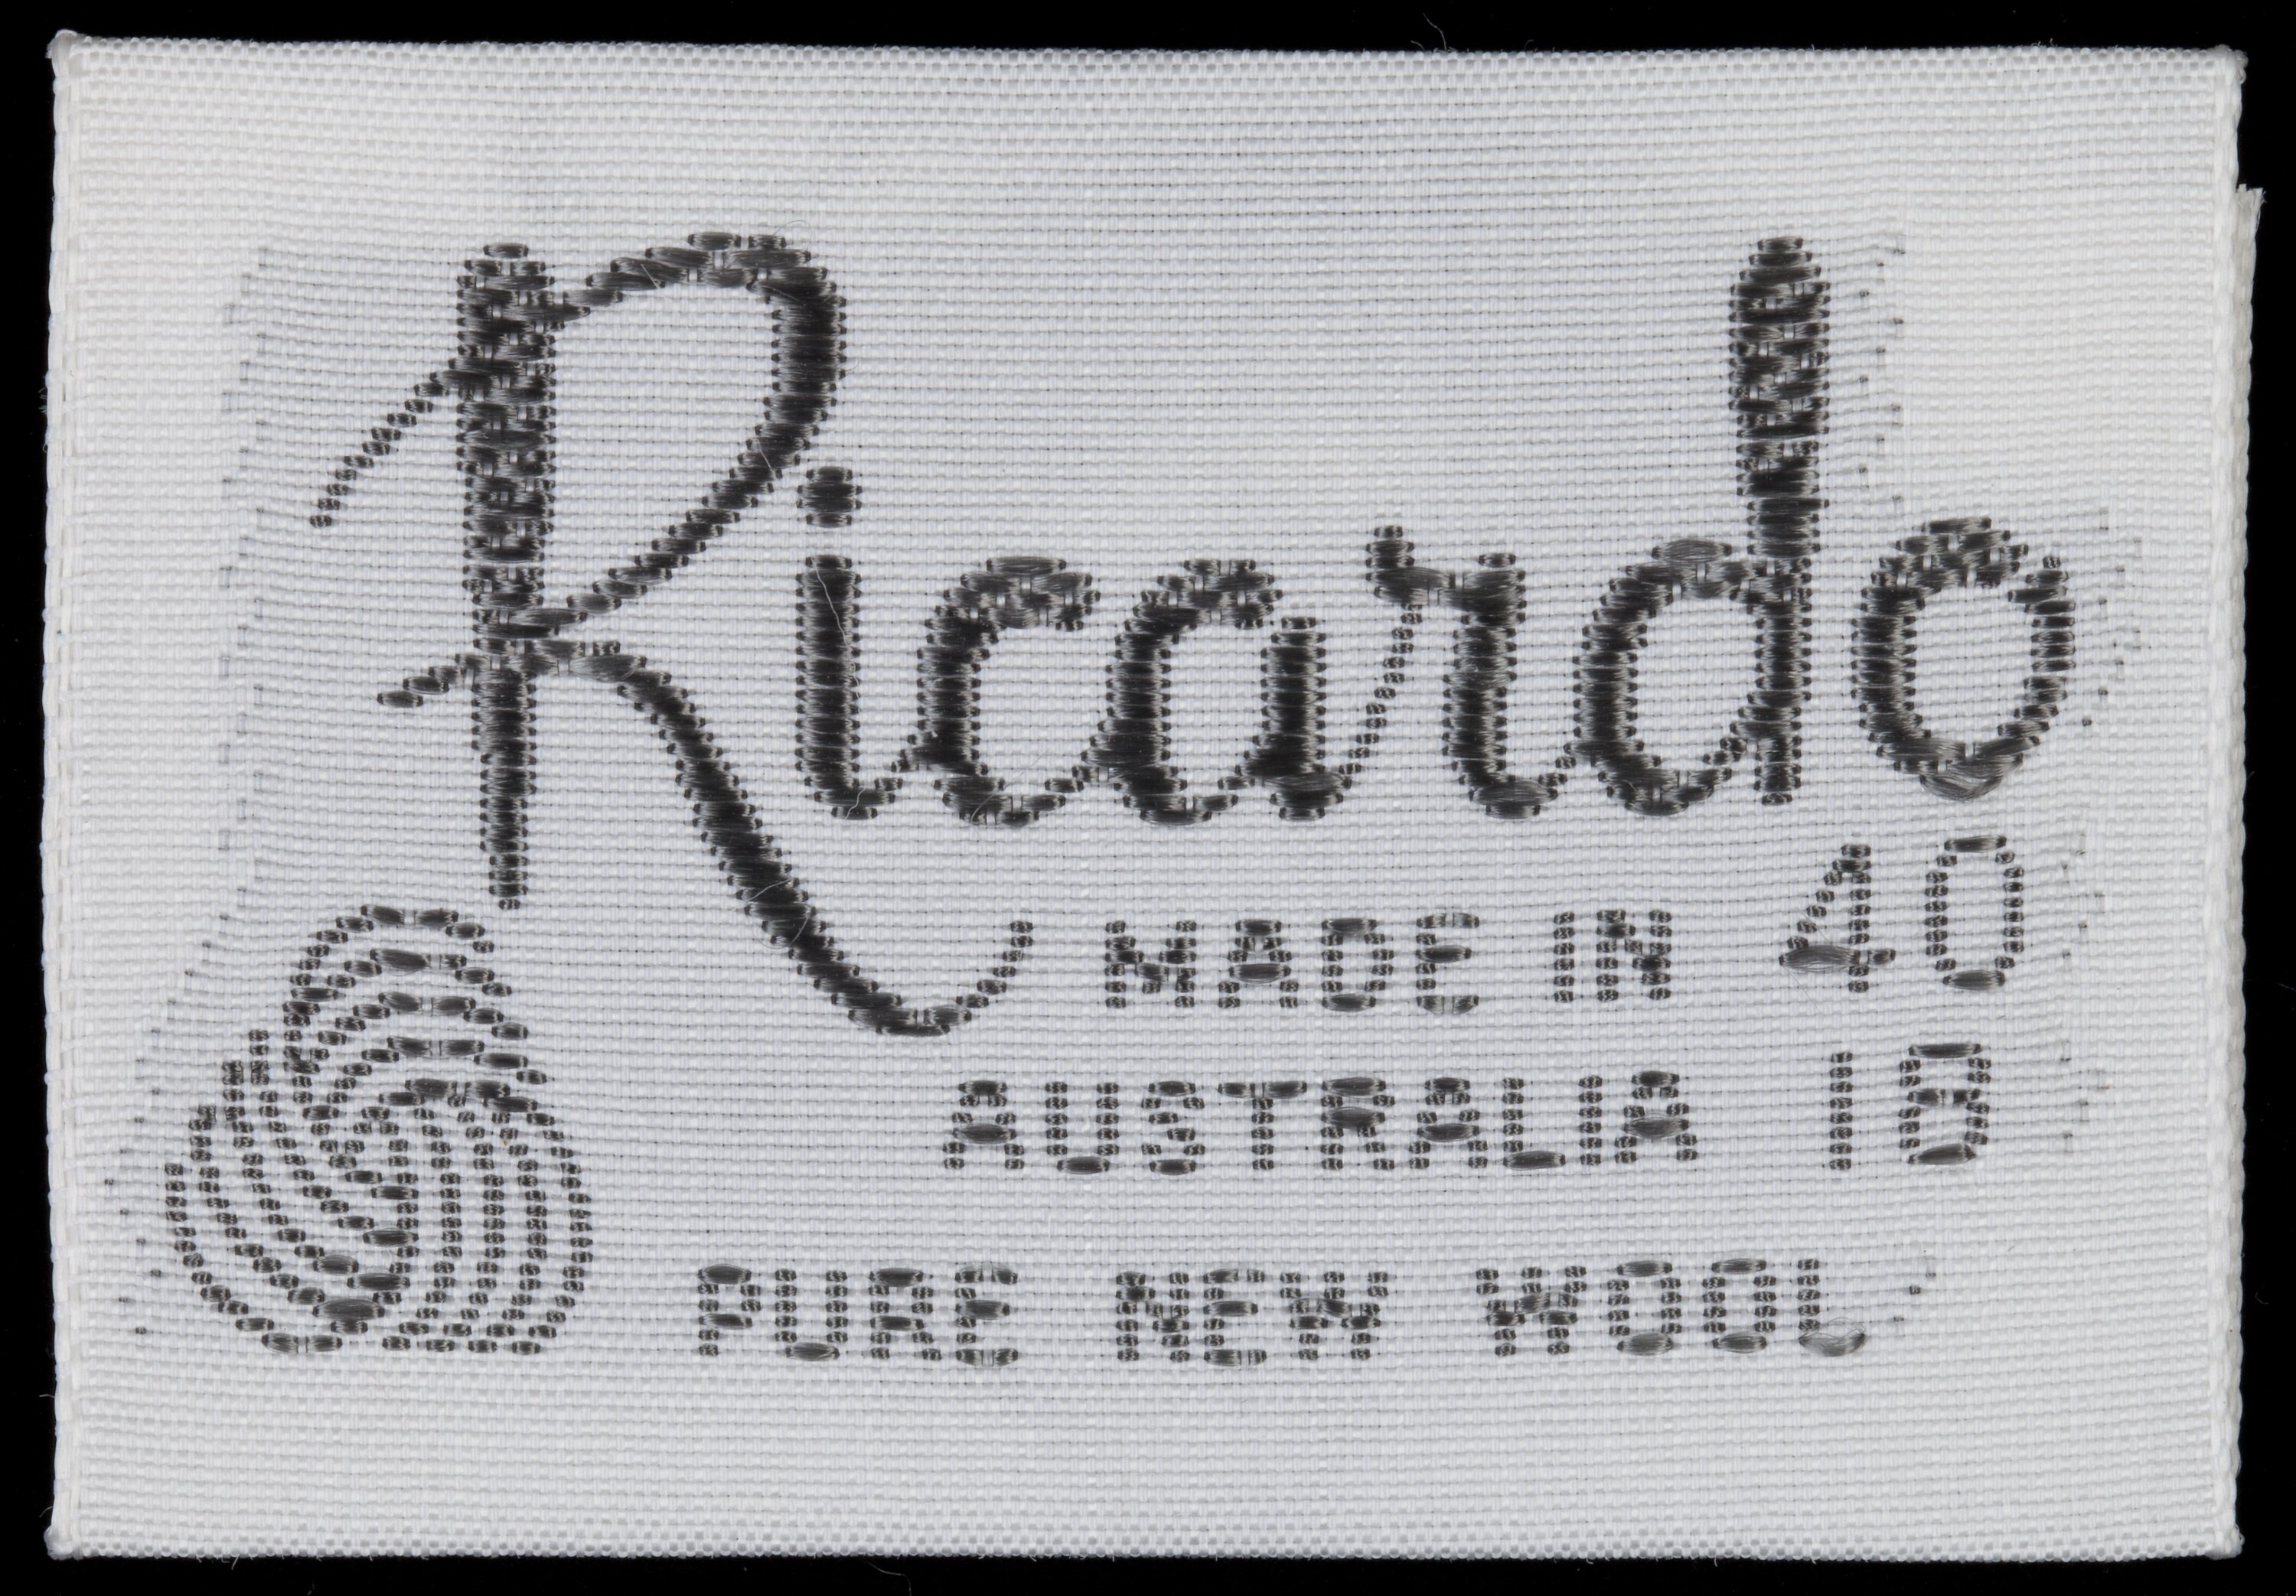 Ricardo
MADE IN 40
AUSTRALIA 18
PURE NEW WOOL